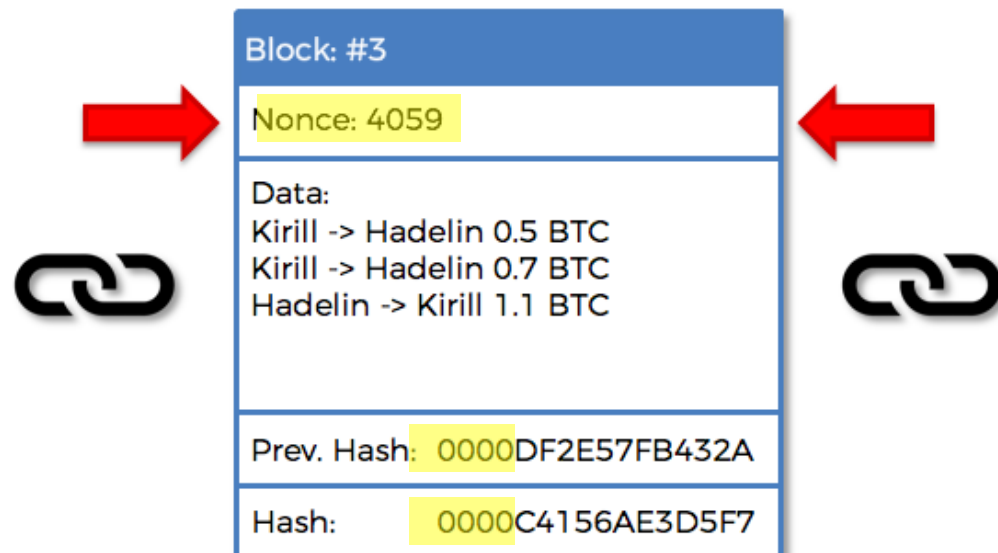 Block: #3
Nonce: 4059
Data:
Kirill -> Hadelin 0.5 BTC
Kirill -> Hadelin 0.7 BTC
Hadelin -> Kirill 1.1 BTC
Prev. Hash: 0000DF2E57FB432A
Hash: 0000C4156AE3D5F7